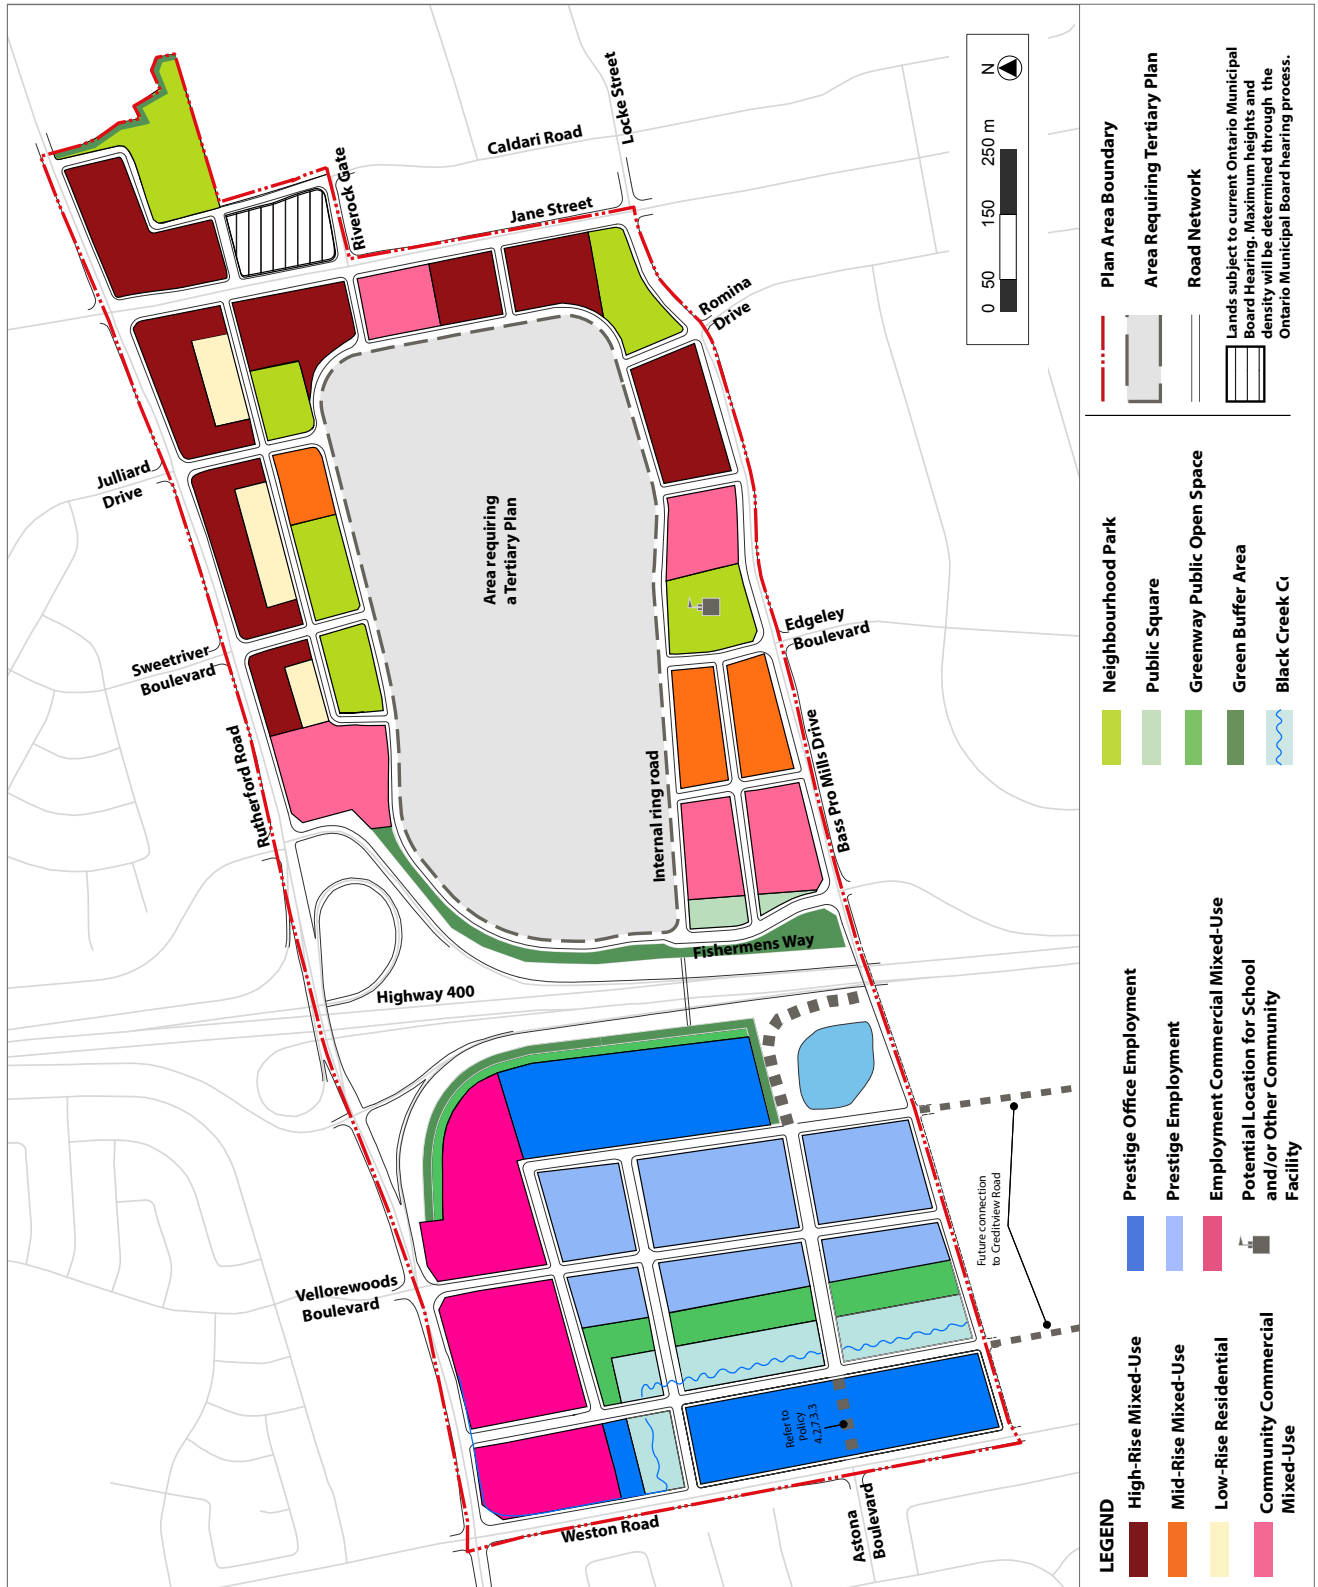 Rutherford Road
Julliard
Drive
Sweetriver
Boulevard
Vellorewoods
Boulevard
Highway 400
Riverock Gate
Caldari Road
Locke Street
Jane Street
Romina
Drive
Area requiring
a Tertiary Plan
Internal ring road
Edgeley
Boulevard
Bass Pro Mills Drive
Fishermens Way
Weston Road
Astona
Boulevard
Refer to
Policy
4.2.7.3.3
Future connection
to Creditview Road
N
0 50 150 250 m
LEGEND
High-Rise Mixed-Use
Mid-Rise Mixed-Use
Low-Rise Residential
Community Commercial
Mixed-Use
Prestige Office Employment
Prestige Employment
Employment Commercial Mixed-Use
Potential Location for School
and/or Other Community
Facility
Neighbourhood Park
Public Square
Greenway Public Open Space
Green Buffer Area
Black Creek
Plan Area Boundary
Area Requiring Tertiary Plan
Road Network
Lands subject to current Ontario Municipal
Board Hearing. Maximum heights and
density will be determined through the
Ontario Municipal Board hearing process.